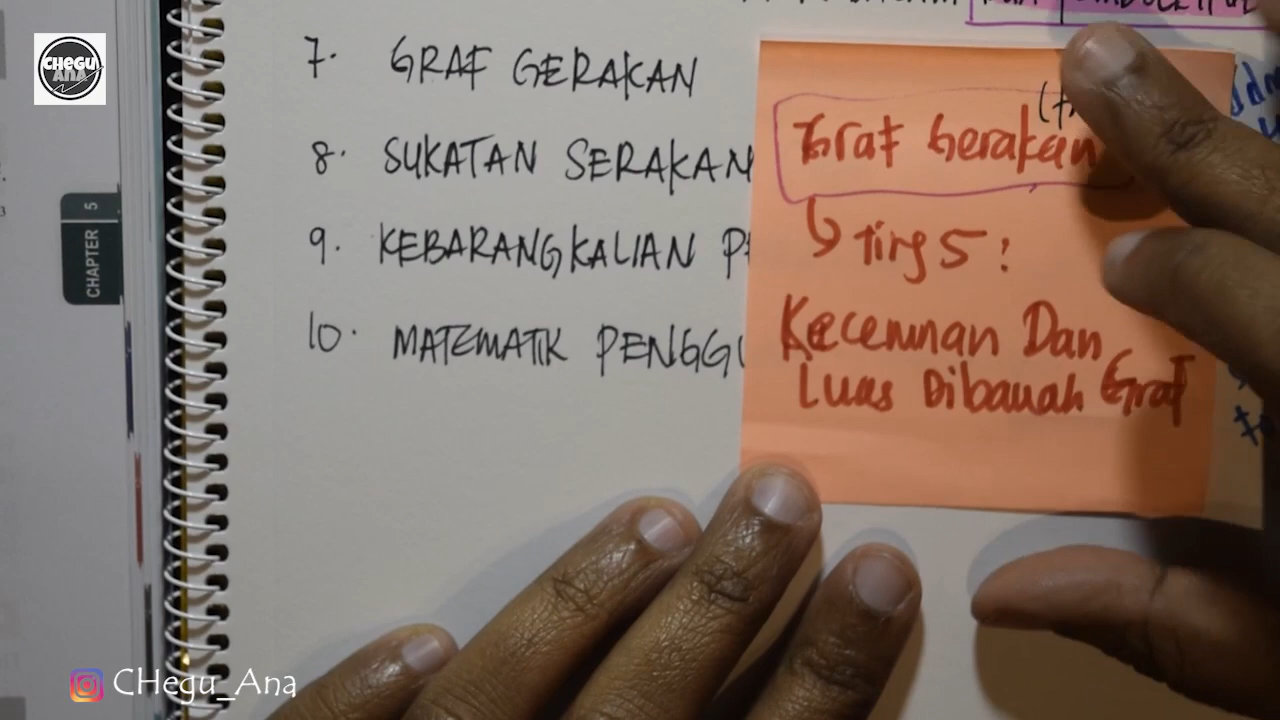 CHEGU
ANA
7. GRAF GERAKAN
8. SUKATAN SERAKAN
9. KEBARANGKALIAN
10. MATEMATIK PENGGU
Graf Gerakan
Ting 5 :
Kecerunan Dan
Luas Dibawah Graf
CHAPTER 5
3
CHegu_Ana